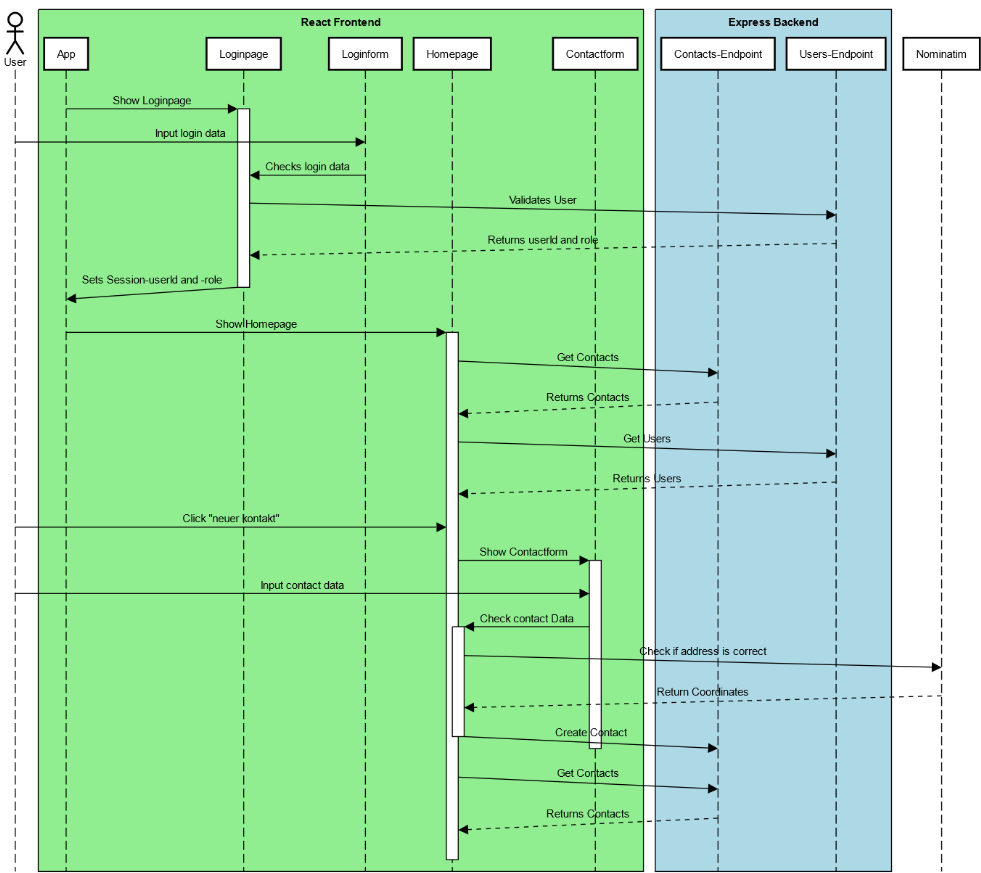 React Frontend
Express Backend
User
App
Loginpage
Loginform
Homepage
Contactform
Contacts-Endpoint
Users-Endpoint
Nominatim
Show Loginpage
Input login data
Checks login data
Validates User
Returns userId and role
Sets Session-userId and -role
Show Homepage
Get Contacts
Returns Contacts
Get Users
Returns Users
Click "neuer kontakt"
Show Contactform
Input contact data
Check contact Data
Check if address is correct
Return Coordinates
Create Contact
Get Contacts
Returns Contacts